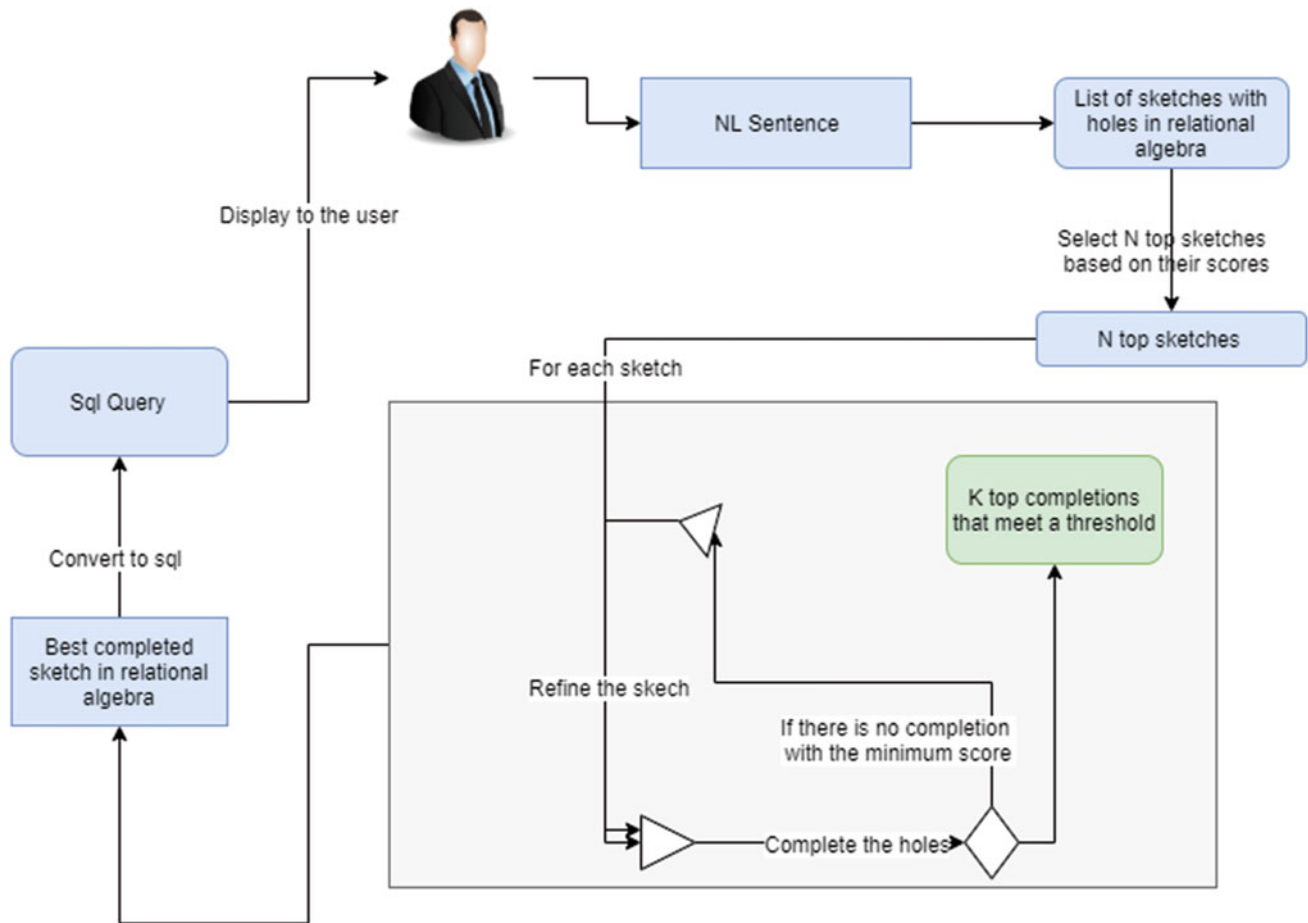 NL Sentence
List of sketches with
holes in relational
algebra
Display to the user
Select N top sketches
based on their scores
N top sketches
For each sketch
Sql Query
K top completions
that meet a threshold
Convert to sql
Best completed
sketch in relational
algebra
Refine the skech
If there is no completion
with the minimum score
Complete the holes